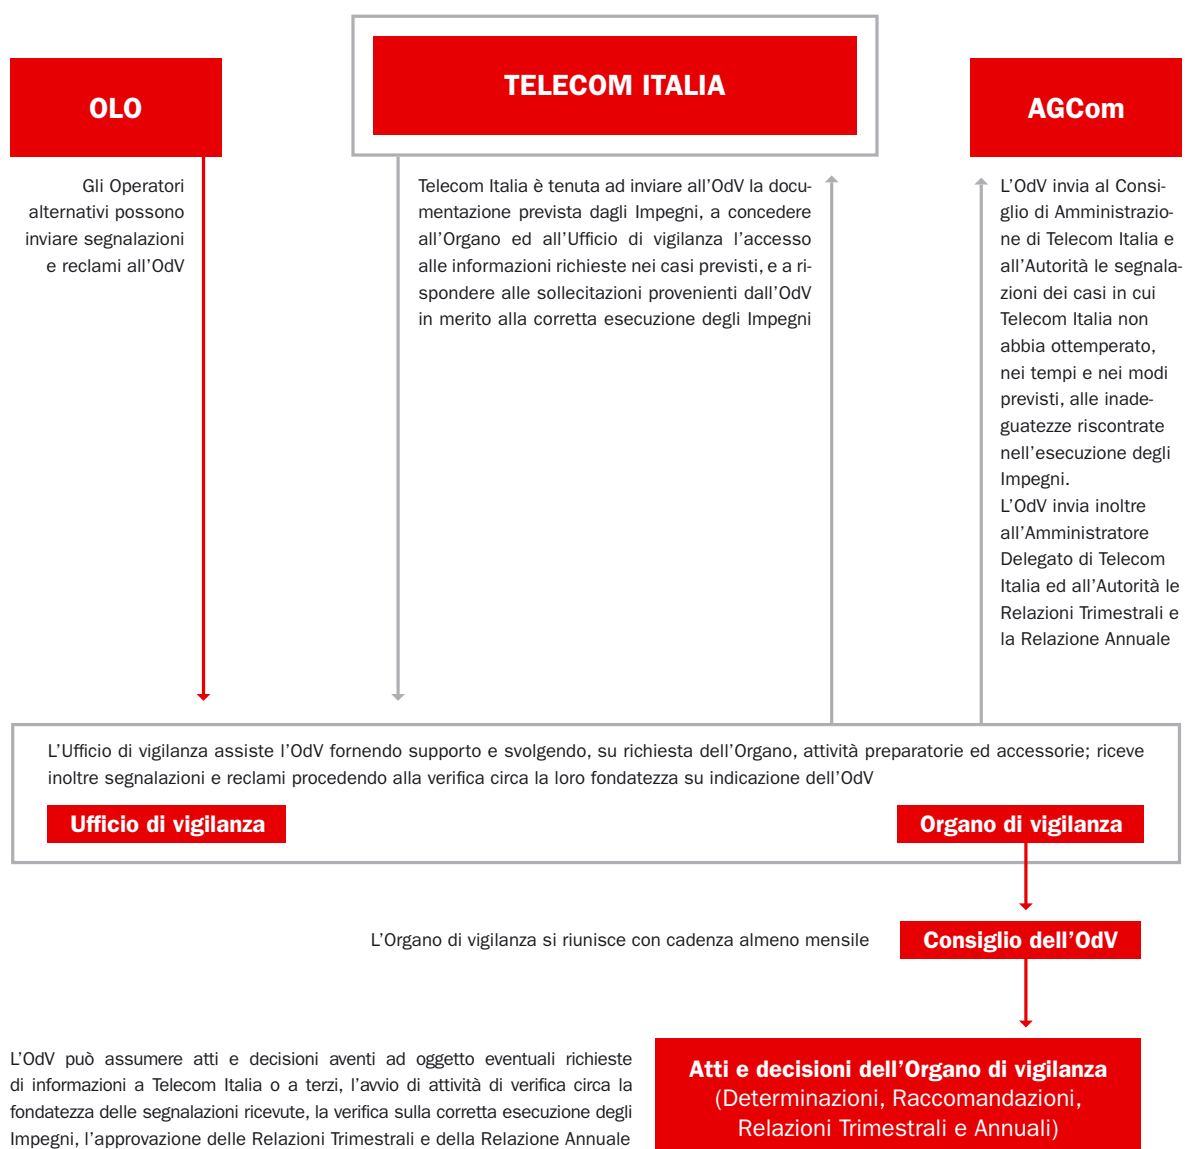 OLO
Gli Operatori
alternativi possono
inviare segnalazioni
e reclami all’OdV
TELECOM ITALIA
Telecom Italia è tenuta ad inviare all’OdV la docu-
mentazione prevista dagli Impegni, a concedere
all’Organo ed all’Ufficio di vigilanza l’accesso
alle informazioni richieste nei casi previsti, e a ri-
spondere alle sollecitazioni provenienti dall’OdV
in merito alla corretta esecuzione degli Impegni
AGCom
L’OdV invia al Consi-
glio di Amministrazio-
ne di Telecom Italia e
all’Autorità le segnala-
zioni dei casi in cui
Telecom Italia non
abbia ottemperato,
nei tempi e nei modi
previsti, alle inade-
guatezze riscontrate
nell’esecuzione degli
Impegni.
L’OdV invia inoltre
all’Amministratore
Delegato di Telecom
Italia ed all’Autorità le
Relazioni Trimestrali e
la Relazione Annuale
L’Ufficio di vigilanza assiste l’OdV fornendo supporto e svolgendo, su richiesta dell’Organo, attività preparatorie ed accessorie; riceve
inoltre segnalazioni e reclami procedendo alla verifica circa la loro fondatezza su indicazione dell’OdV
Ufficio di vigilanza
Organo di vigilanza
L’Organo di vigilanza si riunisce con cadenza almeno mensile
Consiglio dell’OdV
L’OdV può assumere atti e decisioni aventi ad oggetto eventuali richieste
di informazioni a Telecom Italia o a terzi, l’avvio di attività di verifica circa la
fondatezza delle segnalazioni ricevute, la verifica sulla corretta esecuzione degli
Impegni, l’approvazione delle Relazioni Trimestrali e della Relazione Annuale
Atti e decisioni dell’Organo di vigilanza
(Determinazioni, Raccomandazioni,
Relazioni Trimestrali e Annuali)